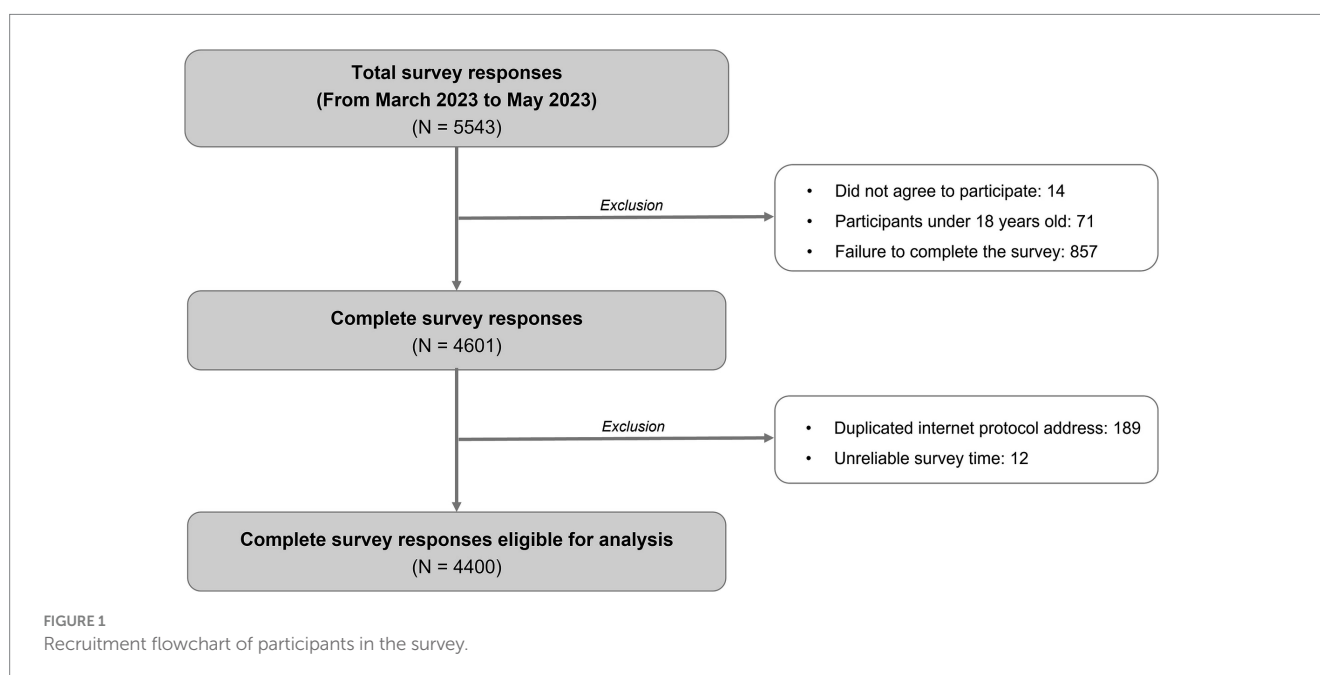 Total survey responses
(From March 2023 to May 2023)
(N = 5543)
Exclusion
• Did not agree to participate: 14
• Participants under 18 years old: 71
• Failure to complete the survey: 857
Complete survey responses
(N = 4601)
Exclusion
• Duplicated internet protocol address: 189
• Unreliable survey time: 12
Complete survey responses eligible for analysis
(N = 4400)
FIGURE 1
Recruitment flowchart of participants in the survey.